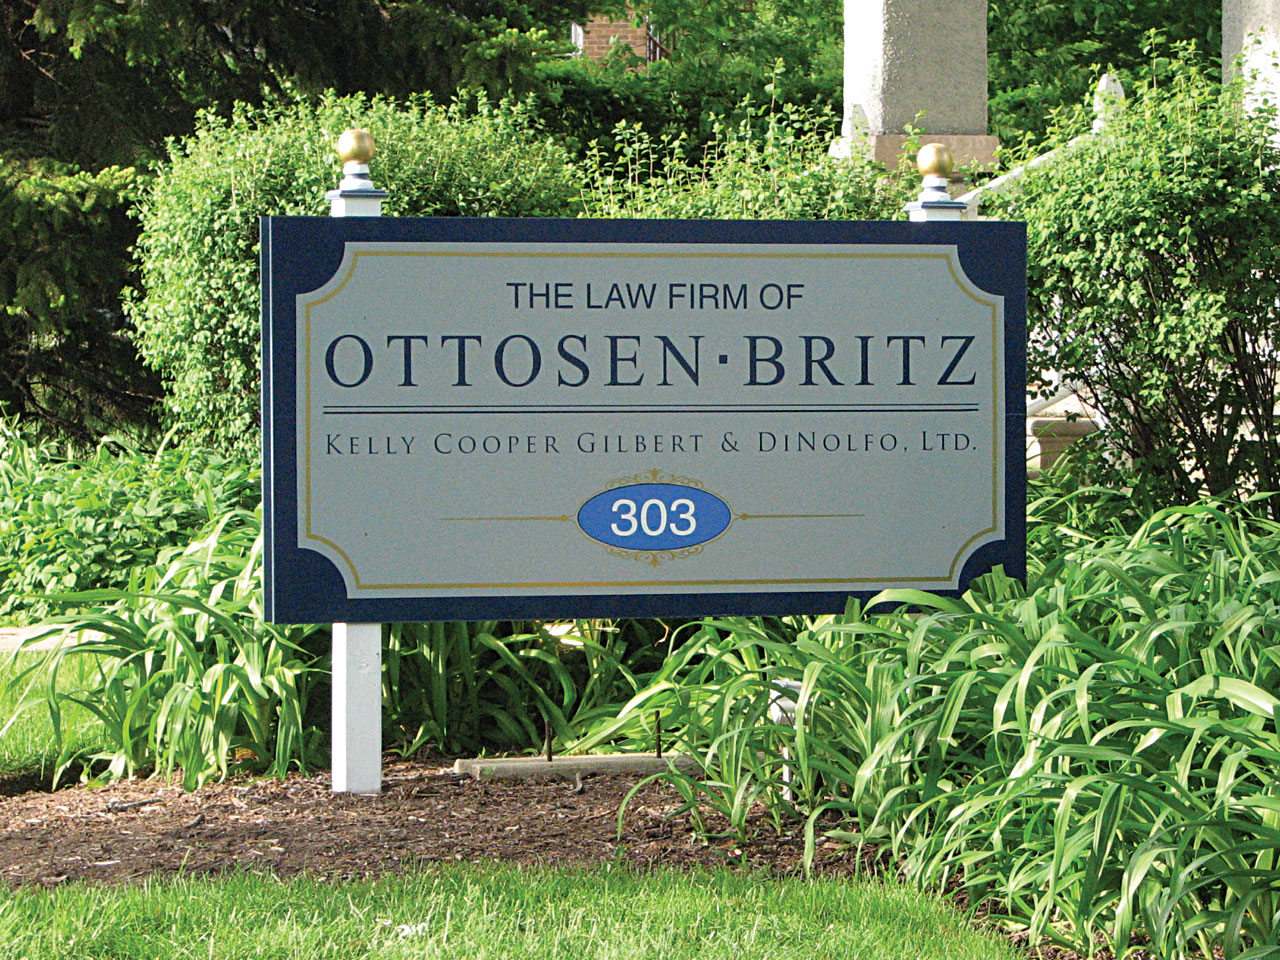 THE LAW FIRM OF
OTTOSEN·BRITZ
KELLY COOPER GILBERT & DINOLFO, LTD.
303